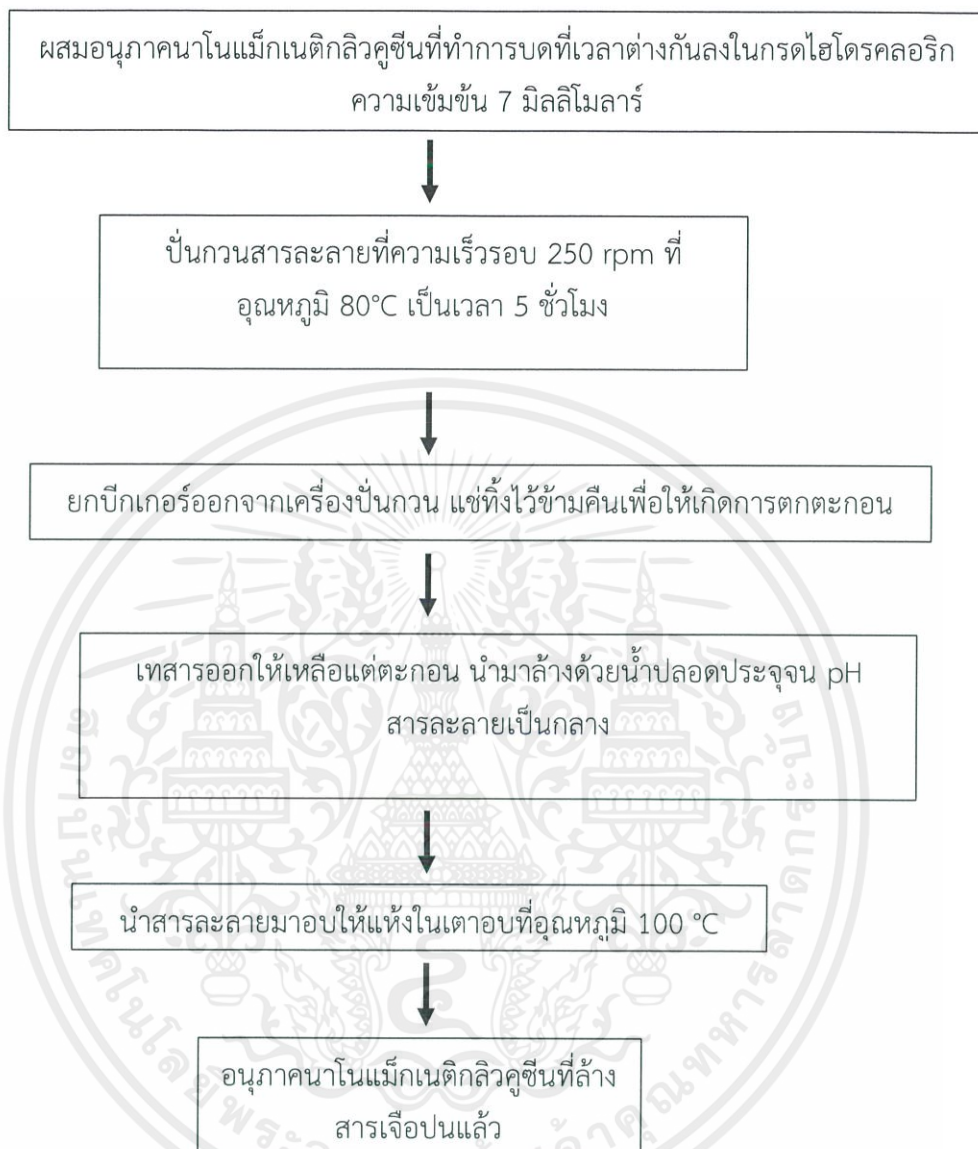 ผสมอนุภาคนาโนแม็กเนติกลิวคูซีนที่ทำการบดที่เวลาต่างกันลงในกรดไฮโดรคลอริก
ความเข้มข้น 7 มิลลิโมลาร์
ปั่นกวนสารละลายที่ความเร็วรอบ 250 rpm ที่
อุณหภูมิ 80°C เป็นเวลา 5 ชั่วโมง
ยกบีกเกอร์ออกจากเครื่องปั่นกวน แช่ทิ้งไว้ข้ามคืนเพื่อให้เกิดการตกตะกอน
เทสารออกให้เหลือแต่ตะกอน นำมาล้างด้วยน้ำปลอดประจุจน pH
สารละลายเป็นกลาง
นำสารละลายมาอบให้แห้งในเตาอบที่อุณหภูมิ 100 °C
อนุภาคนาโนแม็กเนติกลิวคูซีนที่ล้าง
สารเจือปนแล้ว